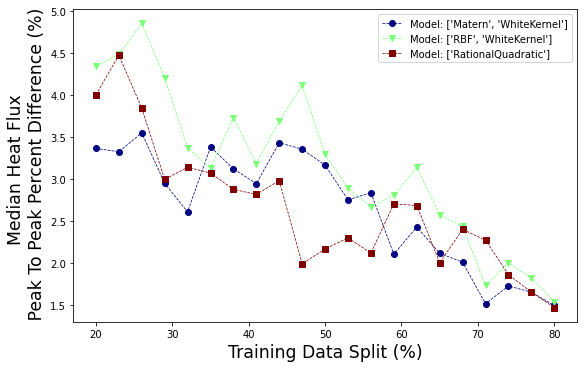 Median Heat Flux
Peak To Peak Percent Difference (%)
5.0
4.5
4.0
3.5
3.0
2.5
2.0
1.5
Model: ['Matern', 'WhiteKernel']
Model: ['RBF', 'WhiteKernel']
Model: ['RationalQuadratic']
20 30 40 50 60 70 80
Training Data Split (%)